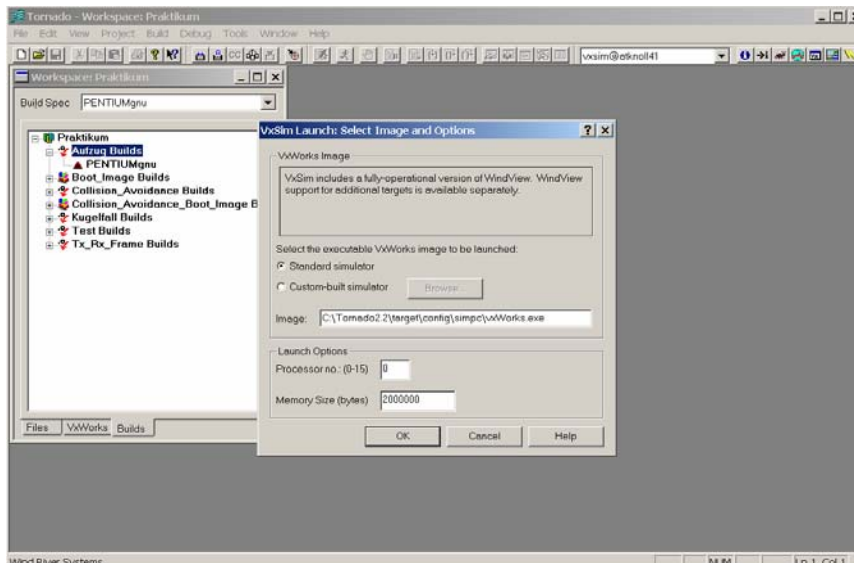 Tornado - Workspace: Praktikum
File Edit View Project Build Debug Tools Window Help
vxsim@atknoll41
Workspace: Praktikum
Build Spec PENTIUMgnu
Praktikum
Aufzug Builds
PENTIUMgnu
Boot_Image Builds
Collision_Avoidance Builds
Collision_Avoidance_Boot_Image B
Kugelfall Builds
Test Builds
Tx_Rx_Frame Builds
Files VxWorks Builds
VxSim Launch: Select Image and Options
VxWorks Image
VxSim includes a fully-operational version of WindView. WindView
support for additional targets is available separately.
Select the executable VxWorks image to be launched:
Standard simulator
Custom-built simulator Browse...
Image: C:\Tornado2.2\target\config\simpc\vxWorks.exe
Launch Options
Processor no.: (0-15) 0
Memory Size (bytes) 2000000
OK Cancel Help
Wind River Systems NUM Ln 1, Col 1